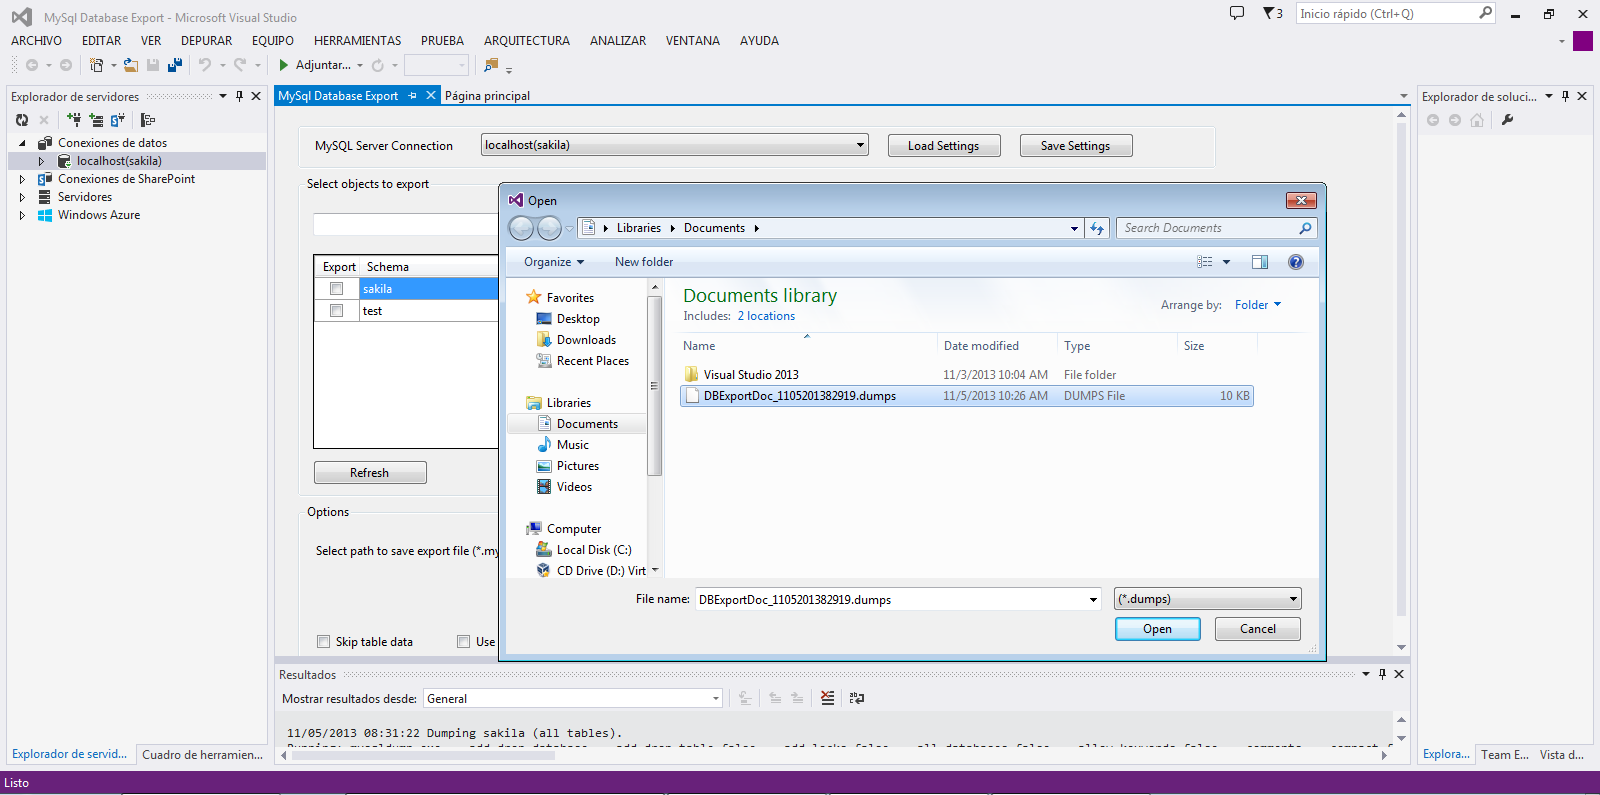 MySql Database Export - Microsoft Visual Studio
3
Inicio rápido (Ctrl+Q)
ARCHIVO EDITAR VER DEPURAR EQUIPO HERRAMIENTAS PRUEBA ARQUITECTURA ANALIZAR VENTANA AYUDA
Adjuntar...
Explorador de servidores
Conexiones de datos
localhost(sakila)
Conexiones de SharePoint
Servidores
Windows Azure
Explorador de servid...
Cuadro de herramien...
MySql Database Export
Página principal
MySQL Server Connection
localhost(sakila)
Load Settings
Save Settings
Select objects to export
Export Schema
sakila
test
Refresh
Options
Select path to save export file (*.my
Skip table data
Use
Open
Libraries
Documents
Search Documents
Organize
New folder
Favorites
Desktop
Downloads
Recent Places
Libraries
Documents
Music
Pictures
Videos
Computer
Local Disk (C:)
CD Drive (D:) Virt
Documents library
Includes: 2 locations
Arrange by: Folder
Name Date modified Type Size
Visual Studio 2013 11/3/2013 10:04 AM File folder
DBExportDoc_1105201382919.dumps 11/5/2013 10:26 AM DUMPS File 10 KB
File name: DBExportDoc_1105201382919.dumps
(*.dumps)
Open
Cancel
Resultados
Mostrar resultados desde: General
11/05/2013 08:31:22 Dumping sakila (all tables).
Explorador de soluci...
Explora...
Team E...
Vista d...
Listo